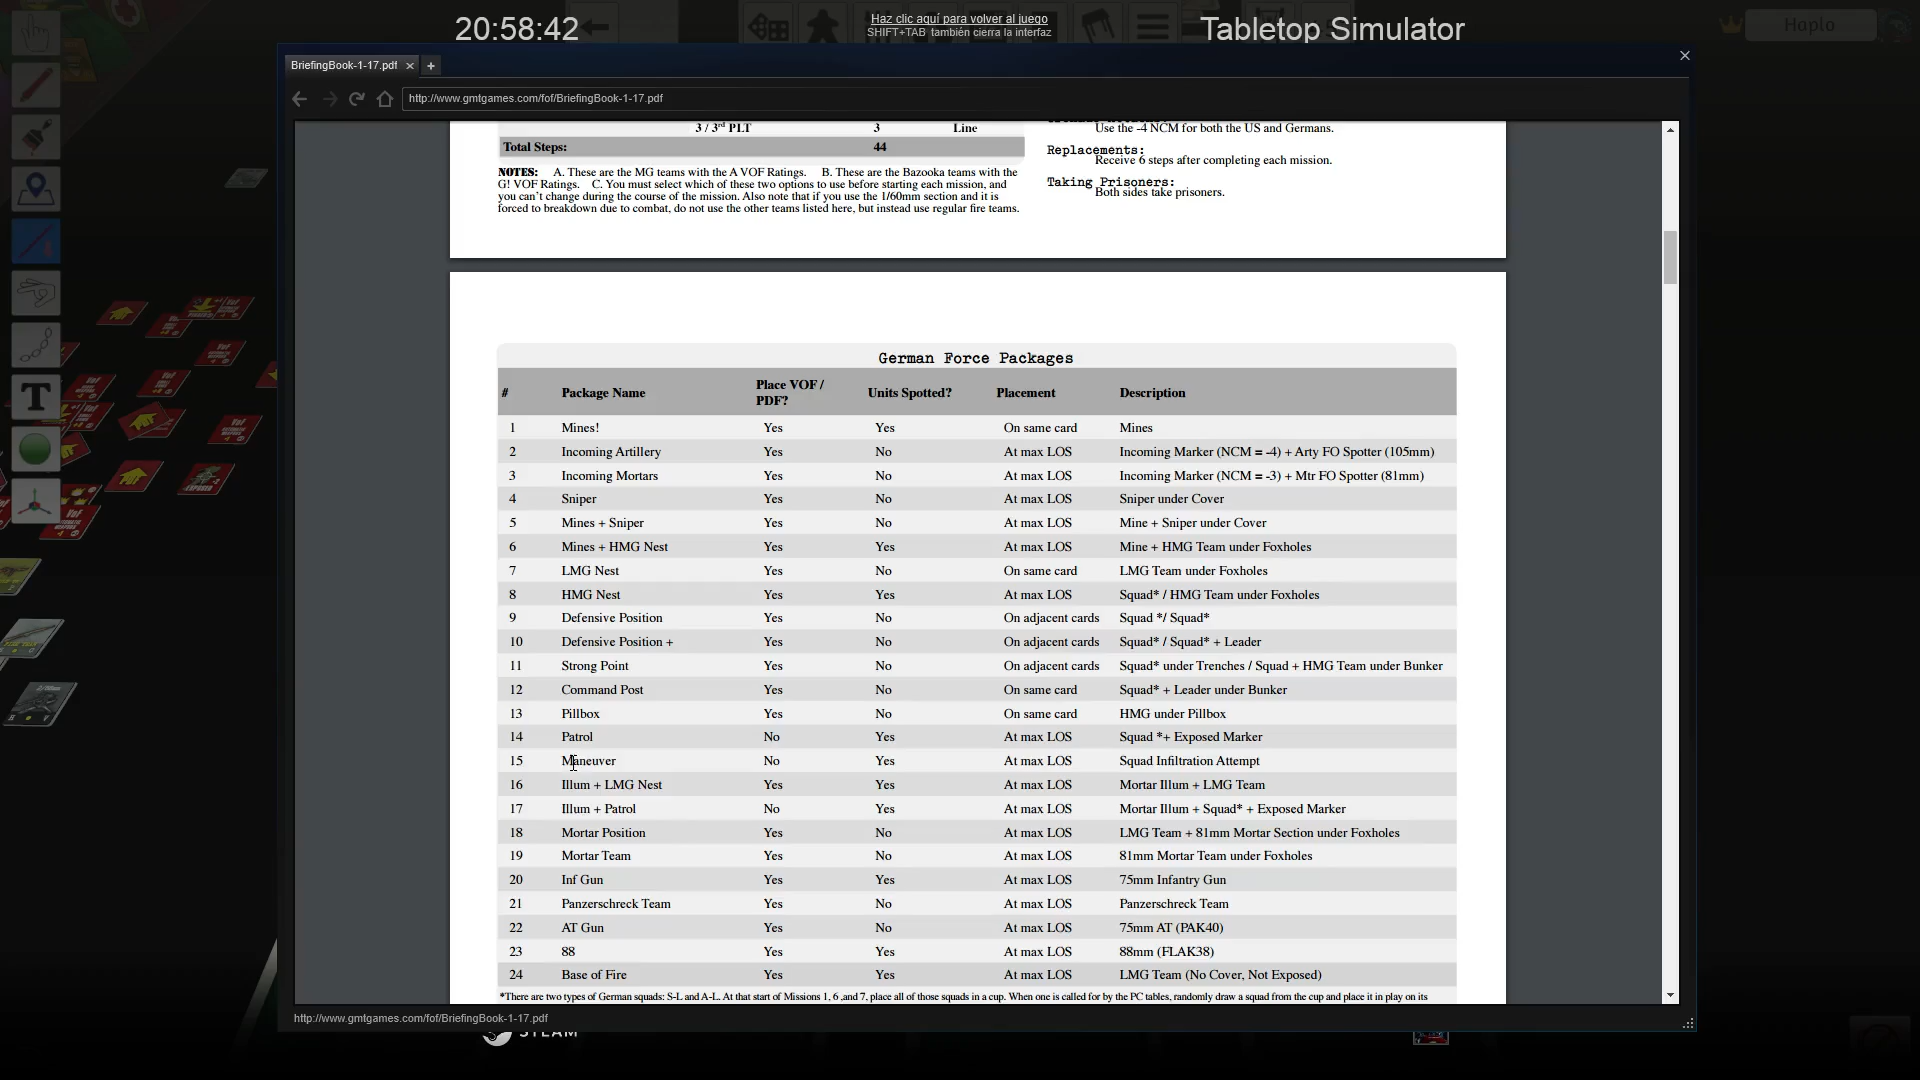 20:58:42
Haz clic aquí para volver al juego
SHIFT+TAB también cierra la interfaz
Tabletop Simulator
Hoplo
BriefingBook-1-17.pdf
http://www.gmtgames.com/fof/BriefingBook-1-17.pdf
3 / 3rd PLT 3 Line
Total Steps: 44
NOTES: A. These are the MG teams with the A VOF Ratings. B. These are the Bazooka teams with the
G! VOF Ratings. C. You must select which of these two options to use before starting each mission, and
you can't change during the course of the mission. Also note that if you use the 1/60mm section and it is
forced to breakdown due to combat, do not use the other teams listed here, but instead use regular fire teams.
Use the -4 NCM for both the US and Germans.
Replacements:
Receive 6 steps after completing each mission.
Taking Prisoners:
Both sides take prisoners.
German Force Packages
# Package Name Place VOF / PDF? Units Spotted? Placement Description
1 Mines! Yes Yes On same card Mines
2 Incoming Artillery Yes No At max LOS Incoming Marker (NCM = -4) + Arty FO Spotter (105mm)
3 Incoming Mortars Yes No At max LOS Incoming Marker (NCM = -3) + Mtr FO Spotter (81mm)
4 Sniper Yes No At max LOS Sniper under Cover
5 Mines + Sniper Yes No At max LOS Mine + Sniper under Cover
6 Mines + HMG Nest Yes Yes At max LOS Mine + HMG Team under Foxholes
7 LMG Nest Yes No On same card LMG Team under Foxholes
8 HMG Nest Yes Yes At max LOS Squad* / HMG Team under Foxholes
9 Defensive Position Yes No On adjacent cards Squad */ Squad*
10 Defensive Position + Yes No On adjacent cards Squad* / Squad* + Leader
11 Strong Point Yes No On adjacent cards Squad* under Trenches / Squad + HMG Team under Bunker
12 Command Post Yes No On same card Squad* + Leader under Bunker
13 Pillbox Yes No On same card HMG under Pillbox
14 Patrol No Yes At max LOS Squad *+ Exposed Marker
15 Maneuver No Yes At max LOS Squad Infiltration Attempt
16 Illum + LMG Nest Yes Yes At max LOS Mortar Illum + LMG Team
17 Illum + Patrol No Yes At max LOS Mortar Illum + Squad* + Exposed Marker
18 Mortar Position Yes No At max LOS LMG Team + 81mm Mortar Section under Foxholes
19 Mortar Team Yes No At max LOS 81mm Mortar Team under Foxholes
20 Inf Gun Yes Yes At max LOS 75mm Infantry Gun
21 Panzerschreck Team Yes No At max LOS Panzerschreck Team
22 AT Gun Yes No At max LOS 75mm AT (PAK40)
23 88 Yes Yes At max LOS 88mm (FLAK38)
24 Base of Fire Yes Yes At max LOS LMG Team (No Cover, Not Exposed)
*There are two types of German squads: S-L and A-L. At that start of Missions 1, 6 ,and 7, place all of those squads in a cup. When one is called for by the PC tables, randomly draw a squad from the cup and place it in play on its
http://www.gmtgames.com/fof/BriefingBook-1-17.pdf
STEAM